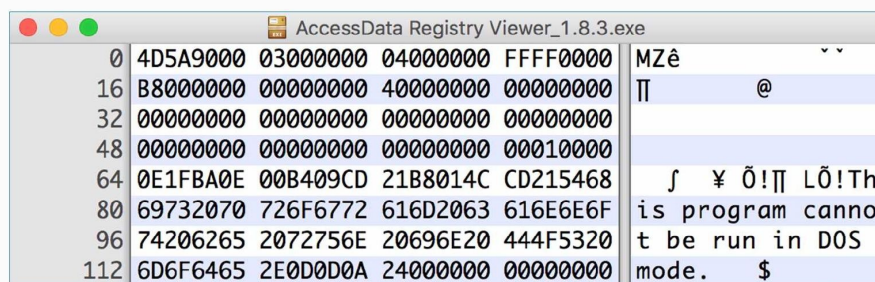 AccessData Registry Viewer_1.8.3.exe
0 4D5A9000 03000000 04000000 FFFF0000 MZê ˇˇ
16 B8000000 00000000 40000000 00000000 ∏ @
32 00000000 00000000 00000000 00000000
48 00000000 00000000 00000000 00010000
64 0E1FBA0E 00B409CD 21B8014C CD215468 ∫ ¥ Õ!∏ LÕ!Th
80 69732070 726F6772 616D2063 616E6E6F is program canno
96 74206265 2072756E 20696E20 444F5320 t be run in DOS
112 6D6F6465 2E0D0D0A 24000000 00000000 mode. $